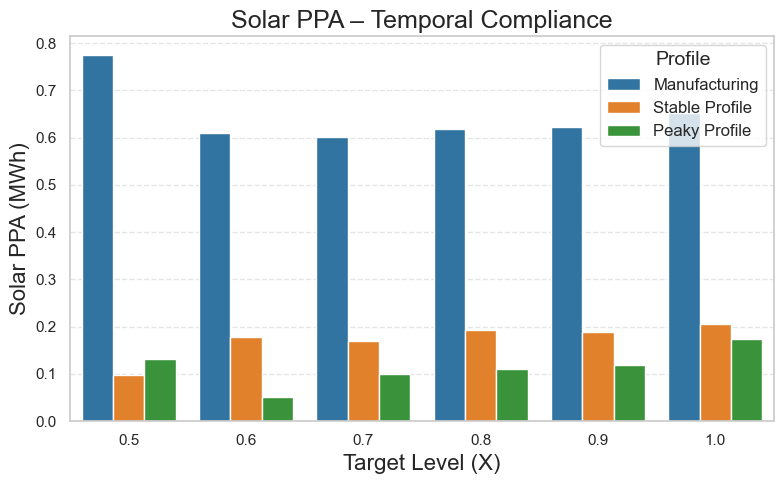 Solar PPA – Temporal Compliance
Solar PPA (MWh)
0.8
0.7
0.6
0.5
0.4
0.3
0.2
0.1
0.0
Profile
Manufacturing
Stable Profile
Peaky Profile
0.5 0.6 0.7 0.8 0.9 1.0
Target Level (X)